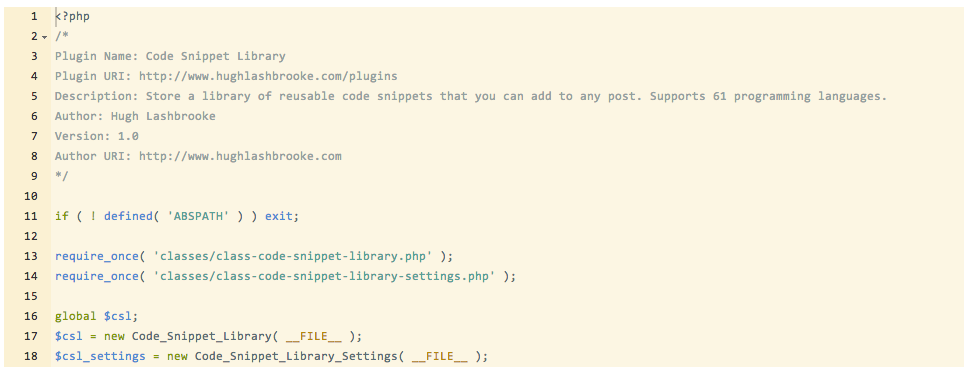 1 <?php
2 /*
3 Plugin Name: Code Snippet Library
4 Plugin URI: http://www.hughlashbrooke.com/plugins
5 Description: Store a library of reusable code snippets that you can add to any post. Supports 61 programming languages.
6 Author: Hugh Lashbrooke
7 Version: 1.0
8 Author URI: http://www.hughlashbrooke.com
9 */
10
11 if ( ! defined( 'ABSPATH' ) ) exit;
12
13 require_once( 'classes/class-code-snippet-library.php' );
14 require_once( 'classes/class-code-snippet-library-settings.php' );
15
16 global $csl;
17 $csl = new Code_Snippet_Library( __FILE__ );
18 $csl_settings = new Code_Snippet_Library_Settings( __FILE__ );